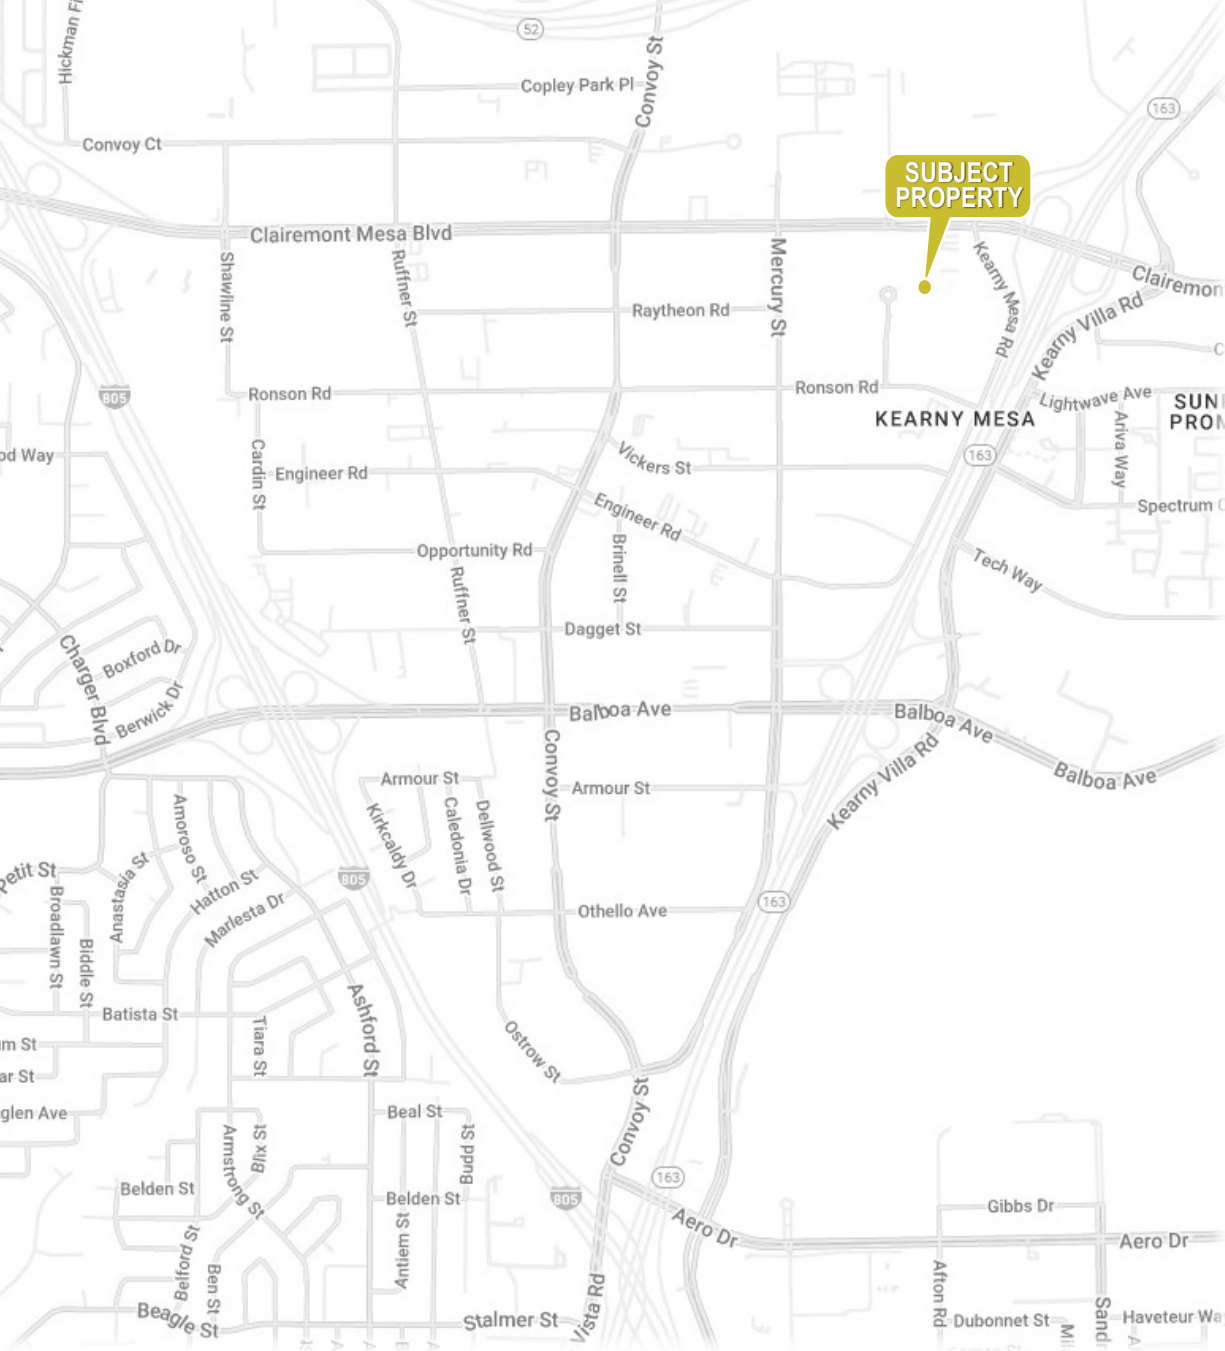 Hickman
52
Convoy St
Copley Park Pl
163
Convoy Ct
SUBJECT
PROPERTY
Clairemont Mesa Blvd
Shawline St
Ruffner St
Mercury St
Kearny Mesa Rd
Clairemon
Raytheon Rd
Kearny Villa Rd
805
Ronson Rd
Ronson Rd
Lightwave Ave
SUN
PRO
KEARNY MESA
Ariva Way
od Way
Cardin St
Engineer Rd
Vickers St
163
Engineer Rd
Spectrum
Opportunity Rd
Brinell St
Tech Way
Ruffner St
Dagget St
Charger Blvd
Boxford Dr
Berwick Dr
Balboa Ave
Balboa Ave
Balboa Ave
Convoy St
Kearny Villa Rd
Armour St
Armour St
Kirkcaldy Dr
Caledonia Dr
Dellwood St
Amoroso St
Anastasia St
Petit St
Hatton St
805
Broadlawn St
Marlesta Dr
Othello Ave
163
Biddle St
Ashford St
Batista St
Tiara St
Ostrow St
um St
ar St
glen Ave
Beal St
Convoy St
Armstrong St
Blix St
Budd St
163
Belden St
Belden St
805
Gibbs Dr
Aero Dr
Aero Dr
Belford St
Antiem St
Ben St
Afton Rd
Vista Rd
Sand
Beagle St
Stalmer St
Dubonnet St
Mil
Haveteur Wa